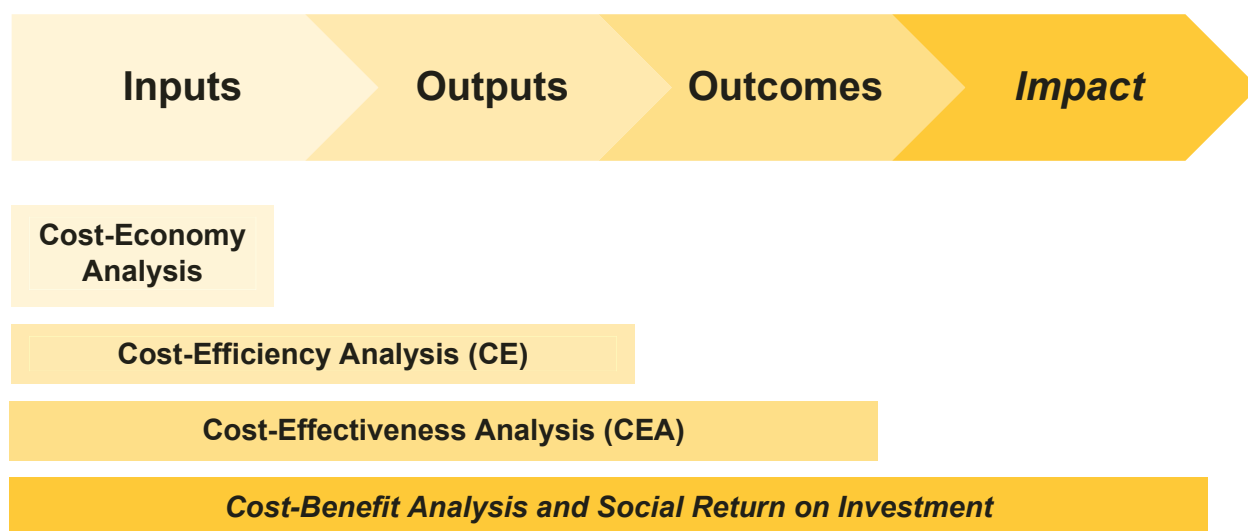 Inputs
Outputs
Outcomes
Impact
Cost-Economy
Analysis
Cost-Efficiency Analysis (CE)
Cost-Effectiveness Analysis (CEA)
Cost-Benefit Analysis and Social Return on Investment